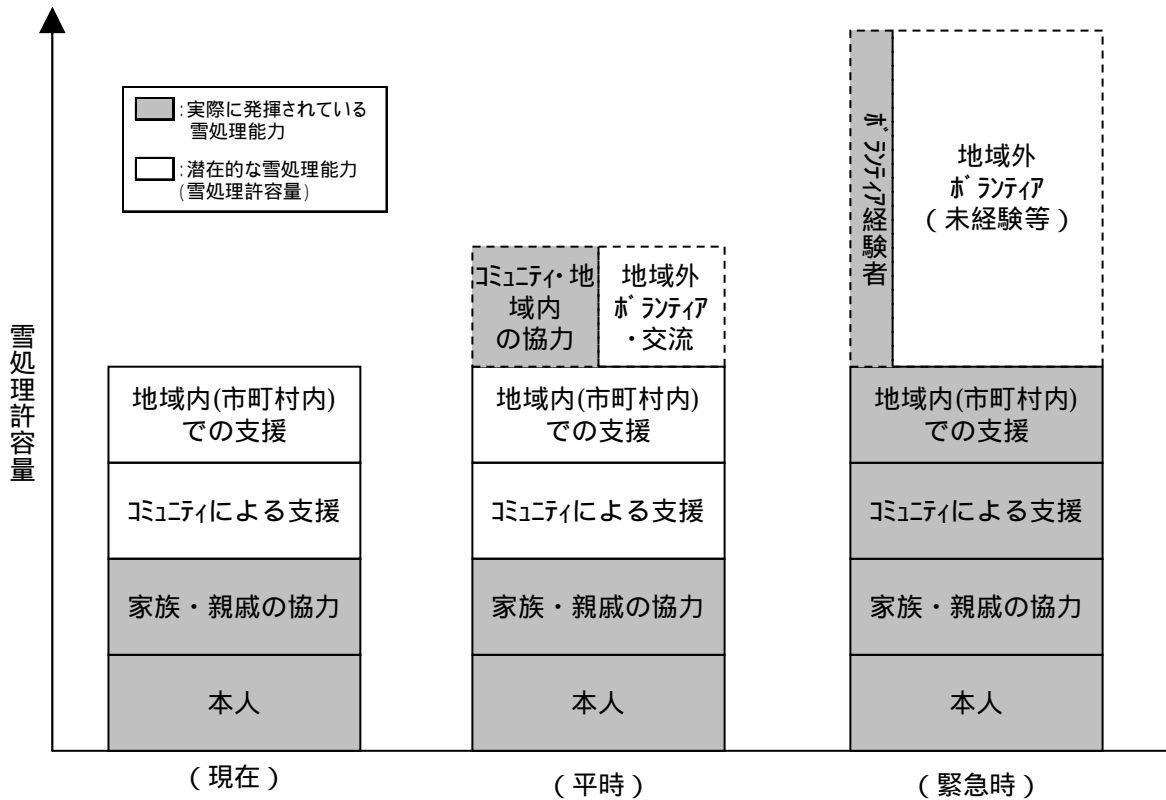 :実際に発揮されている
雪処理能力
:潜在的な雪処理能力
(雪処理許容量)
雪処理許容量
地域内(市町村内)
での支援
ｺﾐｭﾆﾃｨによる支援
家族・親戚の協力
本人
(現在)
ｺﾐｭﾆﾃｨ・地
域内
の協力
地域外
ﾎﾞﾗﾝﾃｨｱ
・交流
地域内(市町村内)
での支援
ｺﾐｭﾆﾃｨによる支援
家族・親戚の協力
本人
(平時)
ﾎﾞﾗﾝﾃｨｱ経験者
地域外
ﾎﾞﾗﾝﾃｨｱ
(未経験等)
地域内(市町村内)
での支援
ｺﾐｭﾆﾃｨによる支援
家族・親戚の協力
本人
(緊急時)